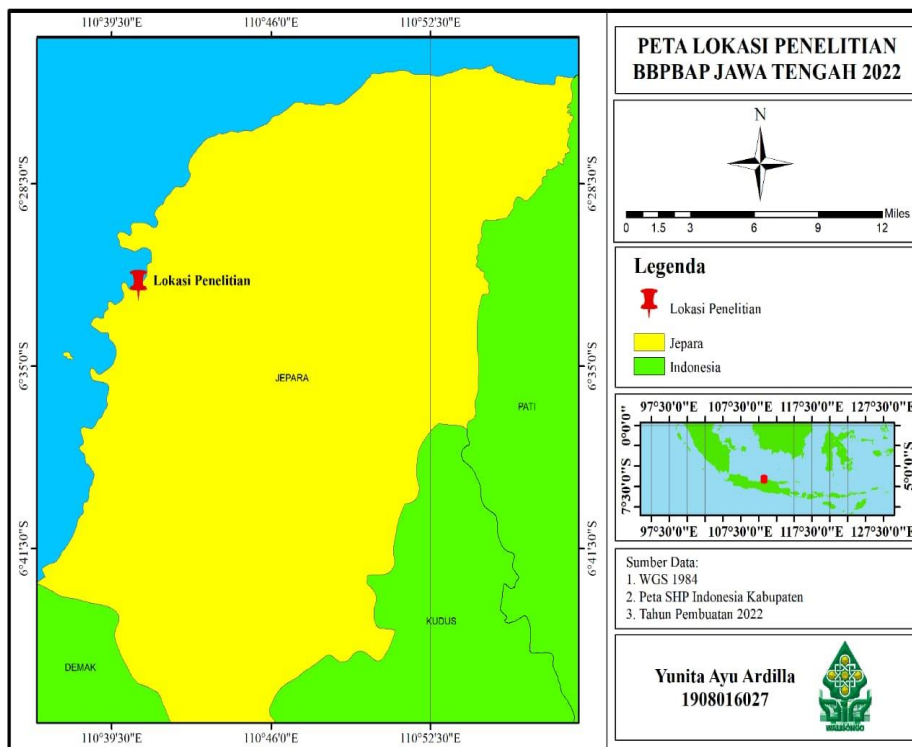 110°39'30"E 110°46'0"E 110°52'30"E
6°28'30"S
6°35'0"S
6°41'30"S
6°28'30"S
6°35'0"S
6°41'30"S
110°39'30"E 110°46'0"E 110°52'30"E
Lokasi Penelitian
JEPARA
PATI
KUDUS
DEMAK
PETA LOKASI PENELITIAN
BBPBAP JAWA TENGAH 2022
N
Miles
0 1.5 3 6 9 12
Legenda
Lokasi Penelitian
Jepara
Indonesia
97°30'0"E 107°30'0"E 117°30'0"E 127°30'0"E
0°0'0"
7°30'0"S
5°0'0"S
97°30'0"E 107°30'0"E 117°30'0"E 127°30'0"E
Sumber Data:
1. WGS 1984
2. Peta SHP Indonesia Kabupaten
3. Tahun Pembuatan 2022
Yunita Ayu Ardilla
1908016027
WALISONGO